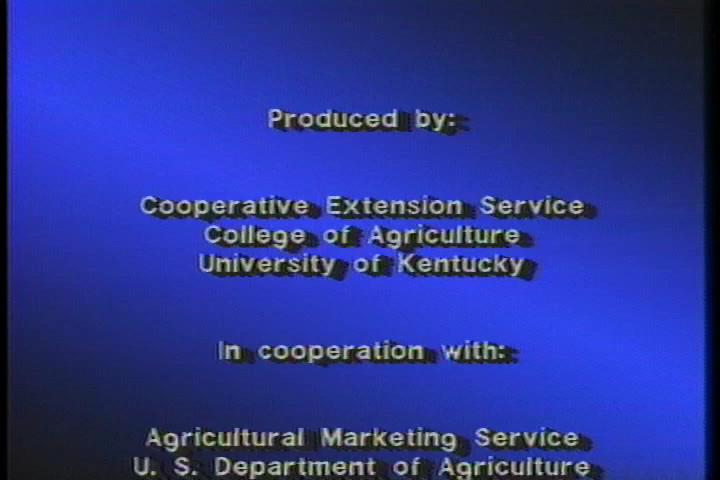 Produced by:
Cooperative Extension Service
College of Agriculture
University of Kentucky
In cooperation with:
Agricultural Marketing Service
U. S. Department of Agriculture